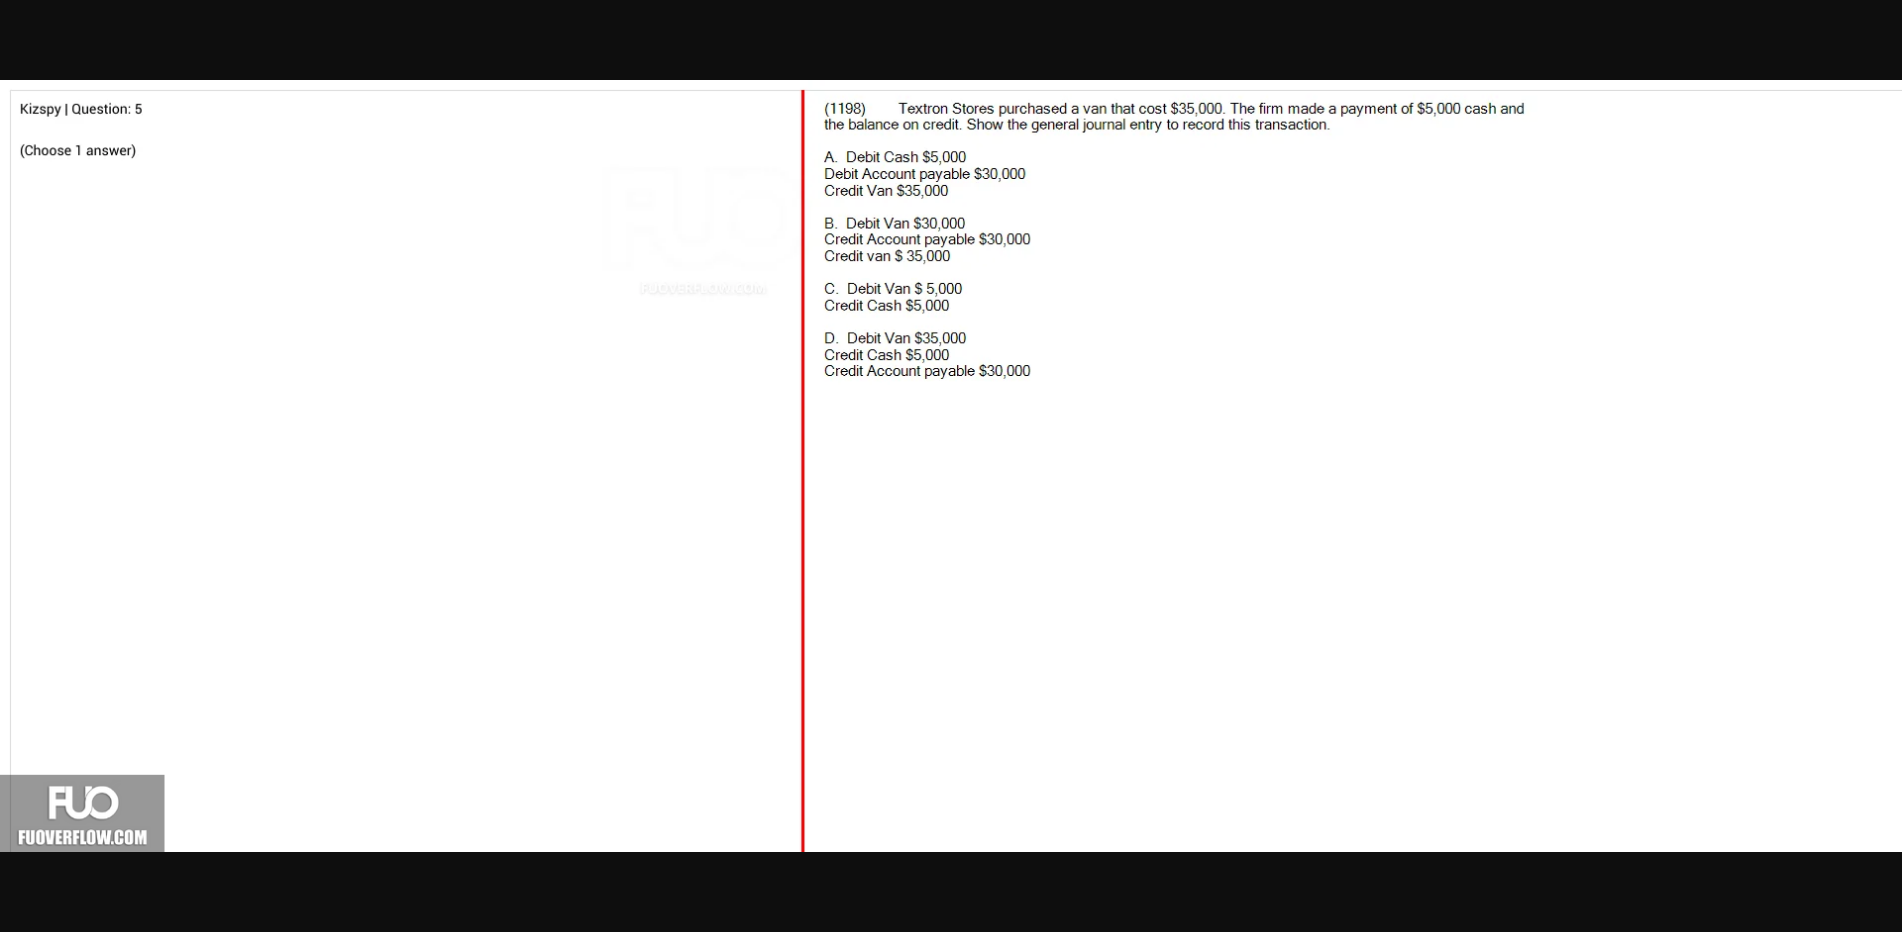 Kizspy | Question: 5
(Choose 1 answer)
(1198) Textron Stores purchased a van that cost $35,000. The firm made a payment of $5,000 cash and
the balance on credit. Show the general journal entry to record this transaction.
A. Debit Cash $5,000
Debit Account payable $30,000
Credit Van $35,000
B. Debit Van $30,000
Credit Account payable $30,000
Credit van $ 35,000
C. Debit Van $ 5,000
Credit Cash $5,000
D. Debit Van $35,000
Credit Cash $5,000
Credit Account payable $30,000
FUO
FUOVERFLOW.COM
FUO
FUOVERFLOW.COM